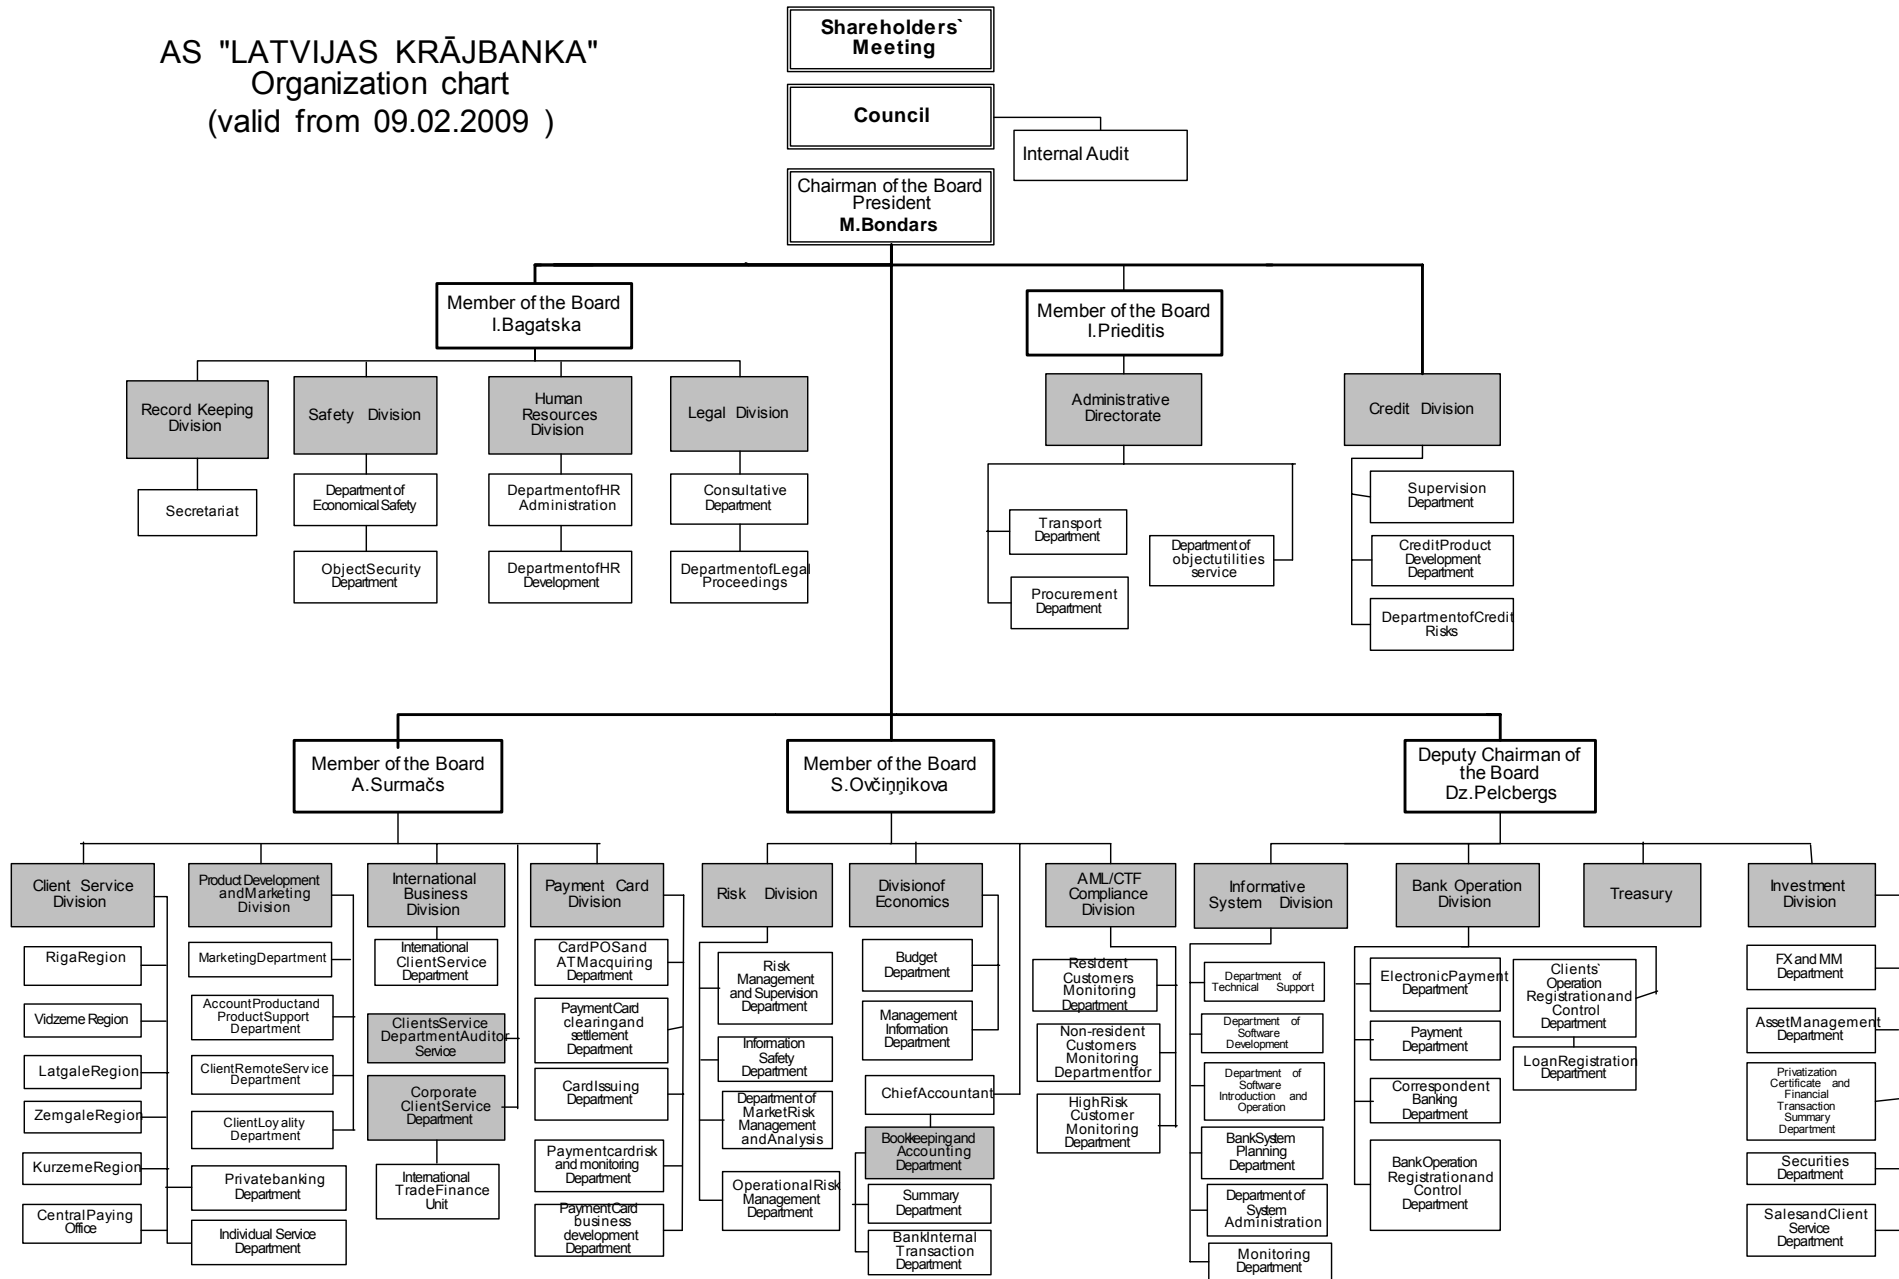 AS "LATVIJAS KRĀJBANKA"
Organization chart
(valid from 09.02.2009 )
Shareholders`
Meeting
Council
Internal Audit
Chairman of the Board
President
M.Bondars
Member of the Board
I.Bagatska
Member of the Board
I.Prieditis
Record Keeping
Division
Safety Division
Human
Resources
Division
Legal Division
Administrative
Directorate
Credit Division
Secretariat
Department of
Economical Safety
DepartmentofHR
Administration
Consultative
Department
ObjectSecurity
Department
DepartmentofHR
Development
DepartmentofLegal
Proceedings
Transport
Department
Department of
objectutilities
service
Procurement
Department
Supervision
Department
CreditProduct
Development
Department
DepartmentofCredit
Risks
Member of the Board
A.Surmačs
Member of the Board
S.Ovčiņņikova
Deputy Chairman of
the Board
Dz.Pelcbergs
Client Service
Division
RigaRegion
Vidzeme Region
LatgaleRegion
ZemgaleRegion
KurzemeRegion
CentralPaying
Office
Product Development
andMarketing
Division
MarketingDepartment
AccountProductand
ProductSupport
Department
ClientRemoteService
Department
ClientLoyality
Department
Privatebanking
Department
Individual Service
Department
International
Business
Division
International
ClientService
Department
ClientsService
DepartmentAuditor
Service
Corporate
ClientService
Department
International
TradeFinance
Unit
Payment Card
Division
CardPOSand
ATMacquiring
Department
PaymentCard
clearingand
settlement
Department
CardIssuing
Department
Paymentcardrisk
and monitoring
Department
PaymentCard
business
development
Department
Risk Division
Risk
Management
and Supervision
Department
Information
Safety
Department
Department of
MarketRisk
Management
andAnalysis
OperationalRisk
Management
Department
Divisionof
Economics
Budget
Department
Management
Information
Department
ChiefAccountant
Bookkeepingand
Accounting
Department
Summary
Department
BankInternal
Transaction
Department
AML/CTF
Compliance
Division
Resident
Customers
Monitoring
Department
Non-resident
Customers
Monitoring
Departmentfor
HighRisk
Customer
Monitoring
Department
Informative
System Division
Department of
Technical Support
Department of
Software
Development
Department of
Software
Introduction and
Operation
BankSystem
Planning
Department
Department of
System
Administration
Monitoring
Department
Bank Operation
Division
ElectronicPayment
Department
Payment
Department
Correspondent
Banking
Department
BankOperation
Registrationand
Control
Department
Clients`
Operation
Registrationand
Control
Department
LoanRegistration
Department
Treasury
Investment
Division
FX and MM
Department
AssetManagement
Department
Privatization
Certificate and
Financial
Transaction
Summary
Department
Securities
Department
SalesandClient
Service
Department